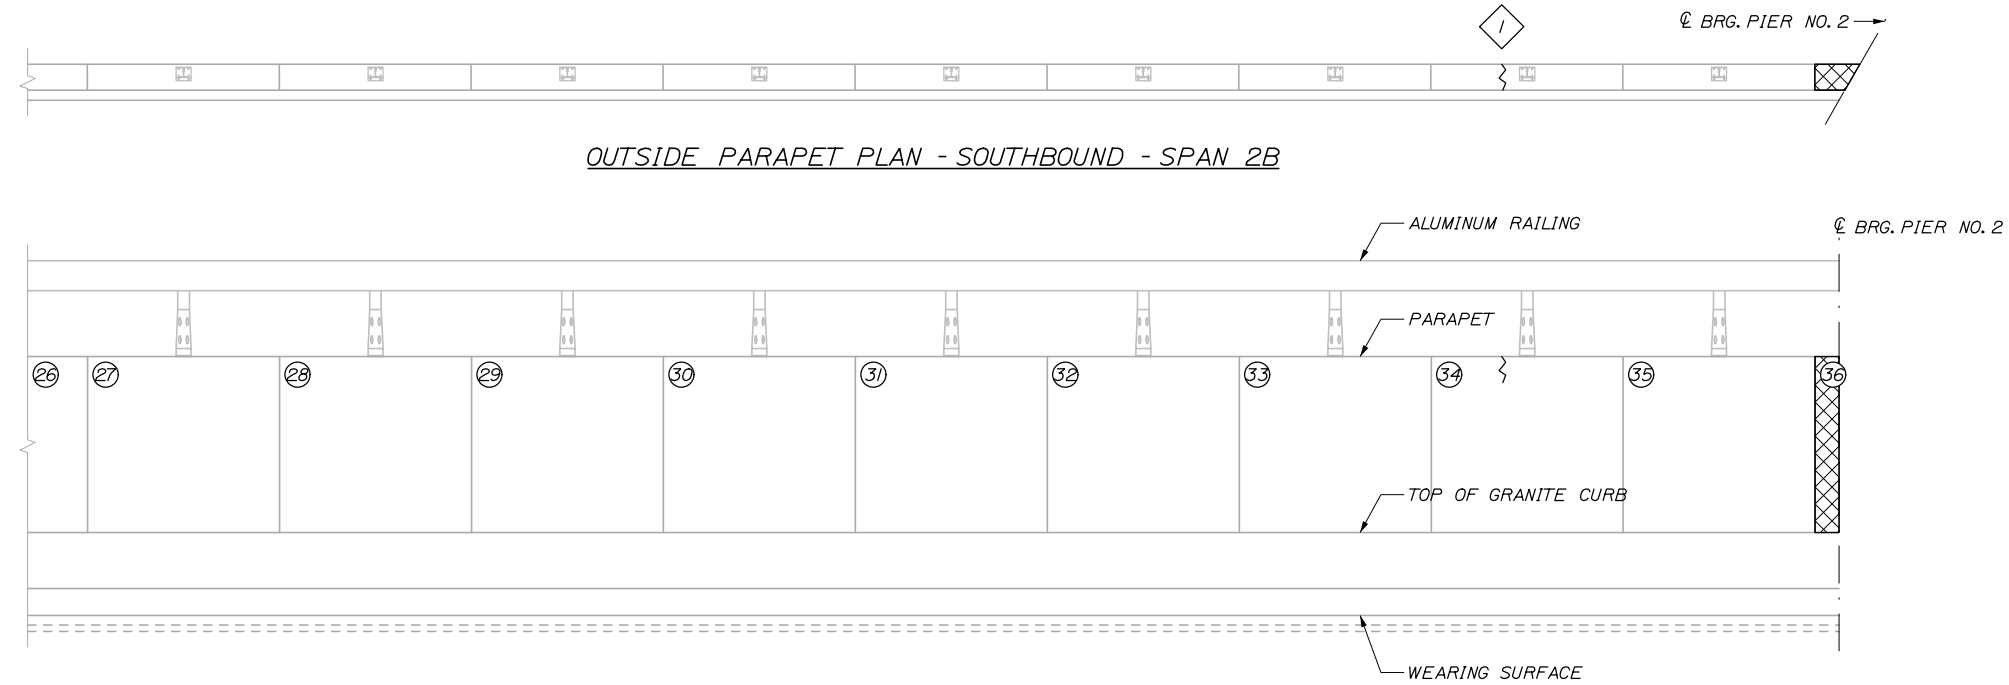 1
℄ BRG. PIER NO. 2
OUTSIDE PARAPET PLAN - SOUTHBOUND - SPAN 2B
ALUMINUM RAILING
℄ BRG. PIER NO. 2
PARAPET
26 27 28 29 30 31 32 33 34 35 36
TOP OF GRANITE CURB
WEARING SURFACE